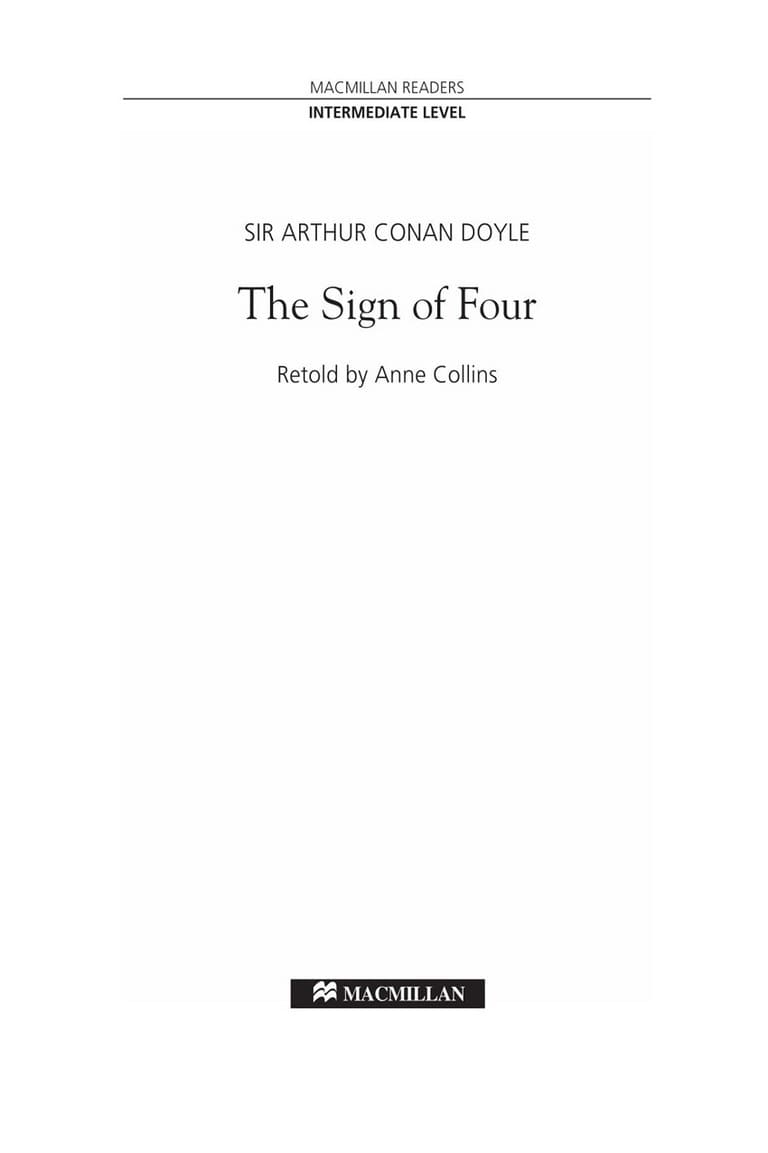 MACMILLAN READERS
INTERMEDIATE LEVEL
SIR ARTHUR CONAN DOYLE
The Sign of Four
Retold by Anne Collins
MACMILLAN